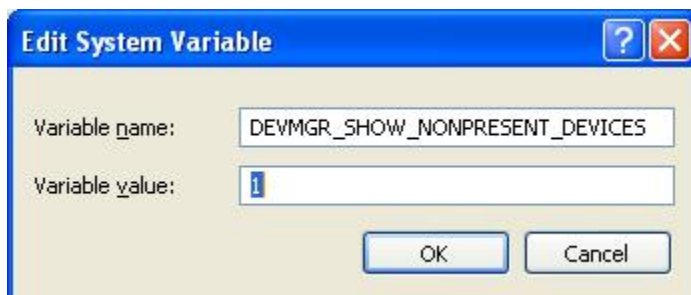 Edit System Variable
?
Variable name: DEVMGR_SHOW_NONPRESENT_DEVICES
Variable value: 1
OK Cancel